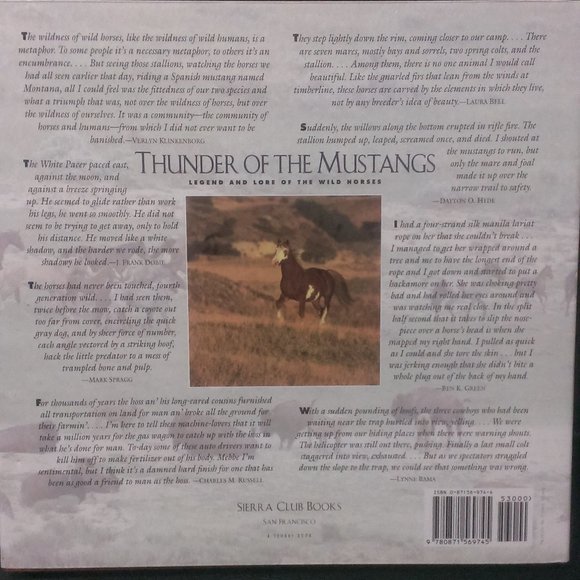 The wildness of wild horses, like the wildness of wild humans, is a
metaphor. To some people it's a necessary metaphor, to others it's an
encumbrance. . . . But seeing those stallions, watching the horses we
had all seen earlier that day, riding a Spanish mustang named
Montana, all I could feel was the fittedness of our two species and
what a triumph that was, not over the wildness of horses, but over
the wildness of ourselves. It was a community—the community of
horses and humans—from which I did not ever want to be
banished.—VERLYN KLINKENBORG
They step lightly down the rim, coming closer to our camp. . . . There
are seven mares, mostly bays and sorrels, two spring colts, and the
stallion. . . . Among them, there is no one animal I would call
beautiful. Like the gnarled firs that lean from the winds at
timberline, these horses are carved by the elements in which they live,
not by any breeder's idea of beauty.—LAURA BELL
Suddenly, the willows along the bottom erupted in rifle fire. The
stallion humped up, leaped, screamed once, and died. I shouted at
the mustangs to run, but
only the mare and foal
made it up over the
narrow trail to safety.
—DAYTON O. HYDE
THUNDER OF THE MUSTANGS
LEGEND AND LORE OF THE WILD HORSES
The White Pacer paced east,
against the moon, and
against a breeze springing
up. He seemed to glide rather than work
his legs, he went so smoothly. He did not
seem to be trying to get away, only to hold
his distance. He moved like a white
shadow, and the harder we rode, the more
shadowy he looked.—J. FRANK DOBIE
The horses had never been touched, fourth
generation wild. . . . I had seen them,
twice before the snow, catch a coyote out
too far from cover, encircling the quick
gray dog, and by sheer force of number,
each angle vectored by a striking hoof,
hack the little predator to a mess of
trampled bone and pulp.
—MARK SPRAGG
I had a four-strand silk manila lariat
rope on her that she couldn't break . . .
I managed to get her wrapped around a
tree and me to have the longest end of the
rope and I got down and started to put a
hackamore on her. She was choking pretty
bad and had rolled her eyes around and
was watching me real close. In the split
half second that it takes to slip the nose-
piece over a horse's head is when she
snapped my right hand. I pulled as
quick as I could and she tore the skin . . . but I
was jerking enough that she didn't bite a
whole plug out of the back of my hand.
—BEN K. GREEN
For thousands of years the hoss an' his long-eared cousins furnished
all transportation on land for man an' broke all the ground for
their farmin'. . . . I'm here to tell these machine-lovers that it will
take a million years for the gas wagon to catch up with the hoss in
what he's done for man. To-day some of these auto drivers want to
kill him off to make fertilizer out of his body. Mebbe I'm
sentimental, but I think it's a damned hard finish for one that has
been as good a friend to man as the hoss. —CHARLES M. RUSSELL
With a sudden pounding of hoofs, the three cowboys who had been
waiting near the trap hurtled into view, yelling. . . . We were
getting up from our hiding places when there were warning shouts.
The helicopter was still out there, pushing. Finally a last small colt
staggered into view, exhausted. . . . But as we spectators straggled
down the slope to the trap, we could see that something was wrong.
—LYNNE BAMA
SIERRA CLUB BOOKS
SAN FRANCISCO
ISBN 0-87156-974-6
53000
9 780871 569745